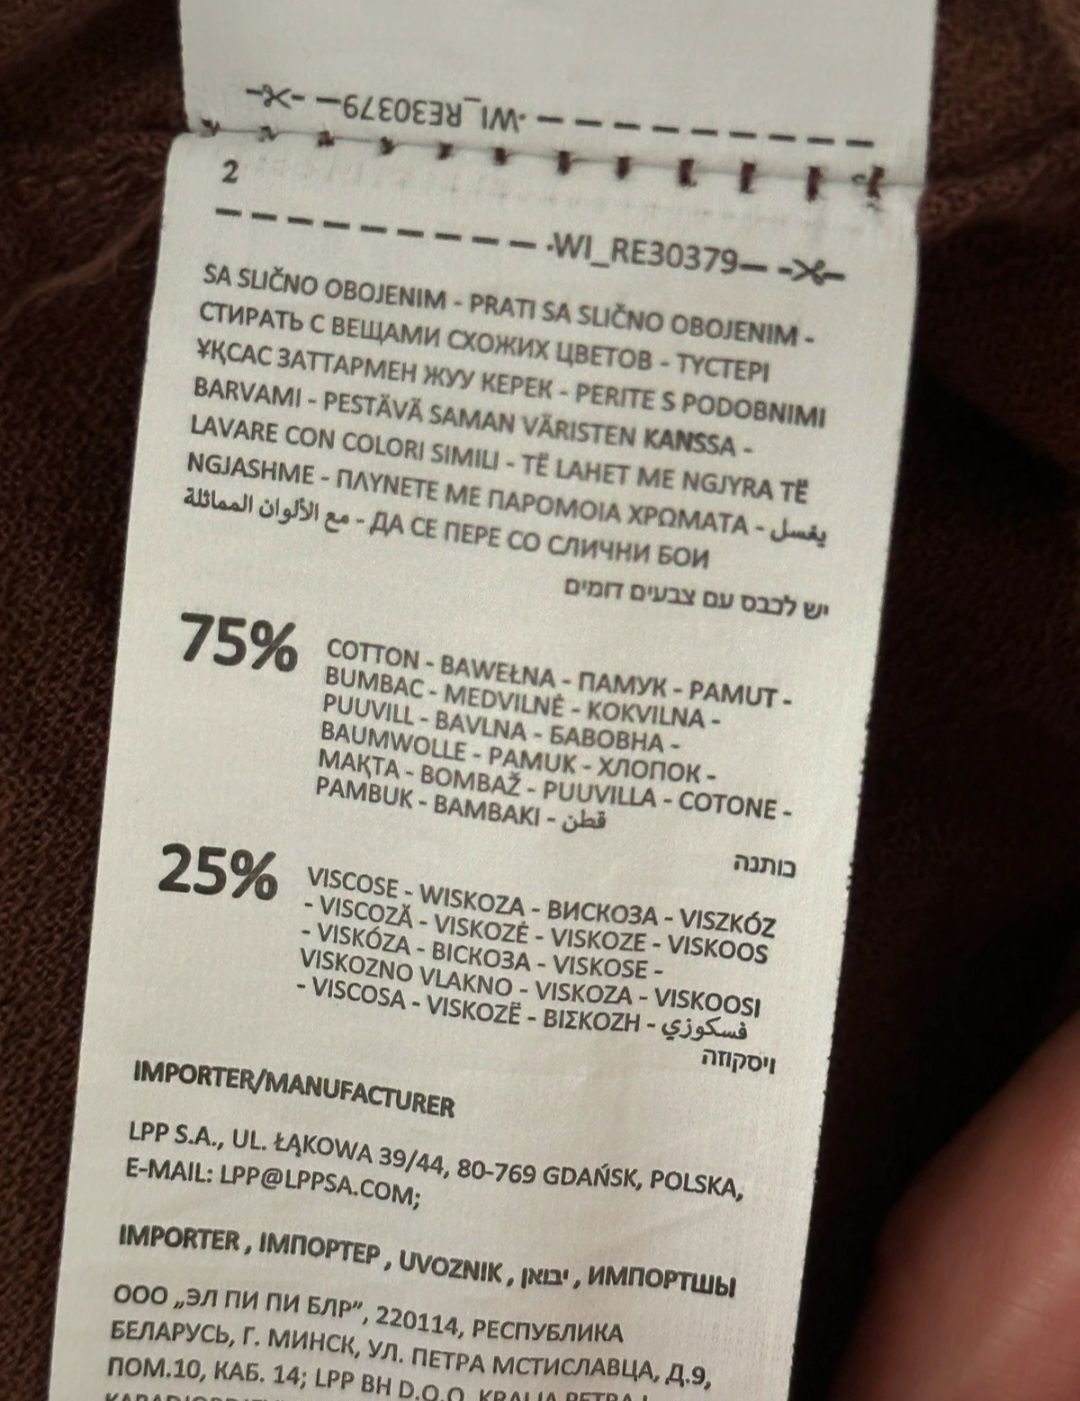 WI_RE30379
2
WI_RE30379
SA SLIČNO OBOJENIM - PRATI SA SLIČNO OBOJENIM -
СТИРАТЬ С ВЕЩАМИ СХОЖИХ ЦВЕТОВ - ТҮСТЕРІ
ҰҚСАС ЗАТТАРМЕН ЖУУ КЕРЕК - PERITE S PODOBNIMI
BARVAMI - PESTÄVÄ SAMAN VÄRISTEN KANSSA -
LAVARE CON COLORI SIMILI - TË LAHET ME NGJYRA TË
NGJASHME - ΠΛΥΝΕΤΕ ΜΕ ΠΑΡΟΜΟΙΑ ΧΡΩΜΑΤΑ - يغسل
مع الألوان المماثلة - ДА СЕ ПЕРЕ СО СЛИЧНИ БОИ
יש לכבס עם צבעים דומים
75% COTTON - BAWEŁNA - ПАМУК - PAMUT -
BUMBAC - MEDVILNĖ - KOKVILNA -
PUUVILL - BAVLNA - БАВОВНА -
BAUMWOLLE - PAMUK - ХЛОПОК -
МАҚТА - BOMBAŽ - PUUVILLA - COTONE -
PAMBUK - BAMBAKI - قطن
כותנה
25% VISCOSE - WISKOZA - ВИСКОЗА - VISZKÓZ
- VISCOZĂ - VISKOZĖ - VISKOZE - VISKOOS
- VISKÓZA - ВІСКОЗА - VISKOSE -
VISKOZNO VLAKNO - VISKOZA - VISKOOSI
- VISCOSA - VISKOZË - ΒΙΣΚΟΖΗ - فسكوزي
ויסקוזה
IMPORTER/MANUFACTURER
LPP S.A., UL. ŁĄKOWA 39/44, 80-769 GDAŃSK, POLSKA,
E-MAIL: LPP@LPPSA.COM;
IMPORTER , ІМПОРТЕР , UVOZNIK , יבואן , ИМПОРТШЫ
ООО „ЭЛ ПИ ПИ БЛР”, 220114, РЕСПУБЛИКА
БЕЛАРУСЬ, Г. МИНСК, УЛ. ПЕТРА МСТИСЛАВЦА, Д.9,
ПОМ.10, КАБ. 14; LPP BH D.O.O. KRALJA PETRA I